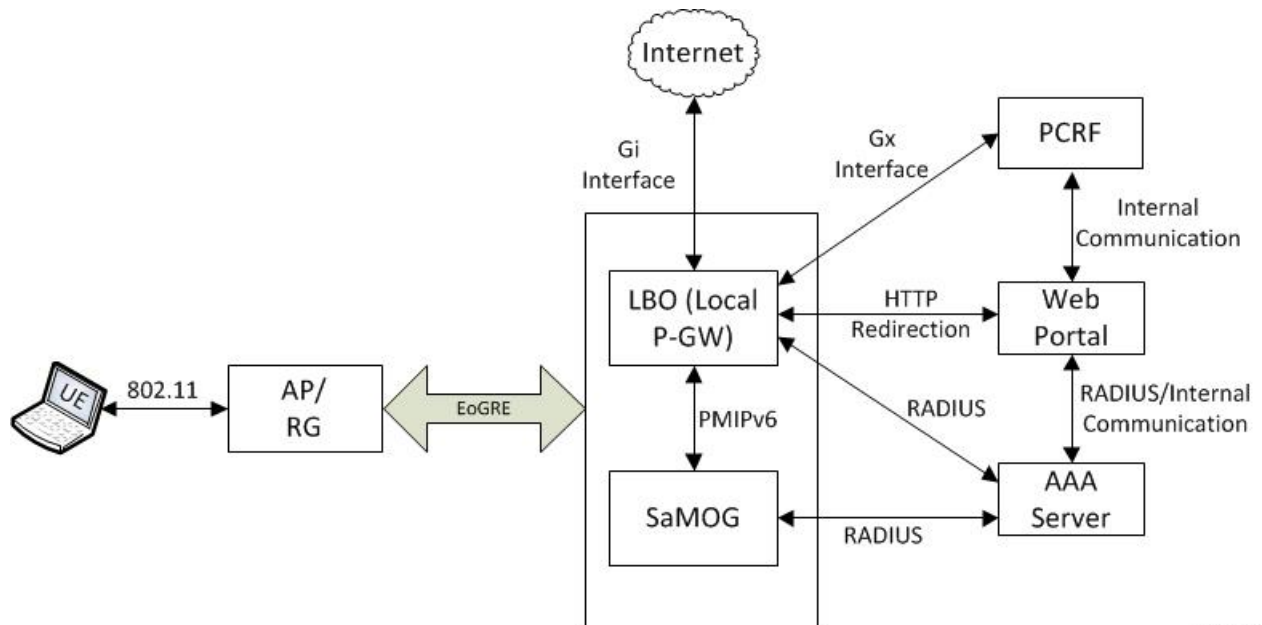 Internet
PCRF
Gi
Interface
Gx
Interface
Internal
Communication
LBO (Local
P-GW)
HTTP
Redirection
Web
Portal
UE
802.11
AP/
RG
EoGRE
PMIPv6
RADIUS
RADIUS/Internal
Communication
SaMOG
RADIUS
AAA
Server